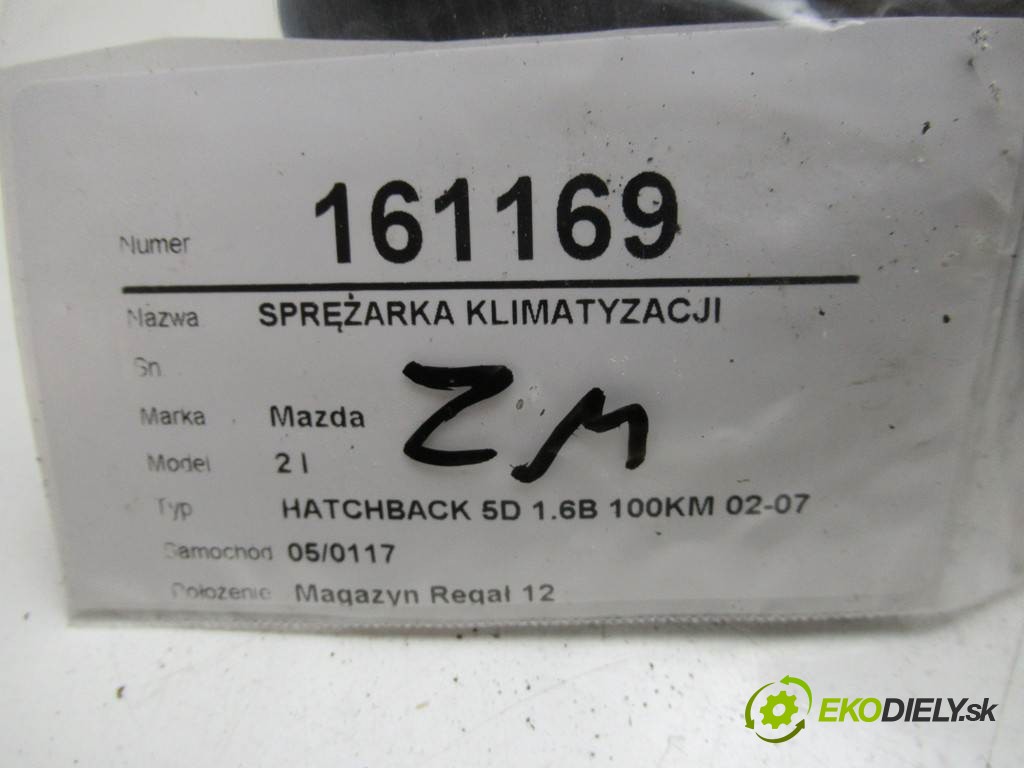 Numer 161169
Nazwa SPRĘŻARKA KLIMATYZACJI
Sn
Marka Mazda
ZM
Model 2 I
Typ HATCHBACK 5D 1.6B 100KM 02-07
Samochód 05/0117
Położenie Magazyn Regał 12
EKODIELY.sk